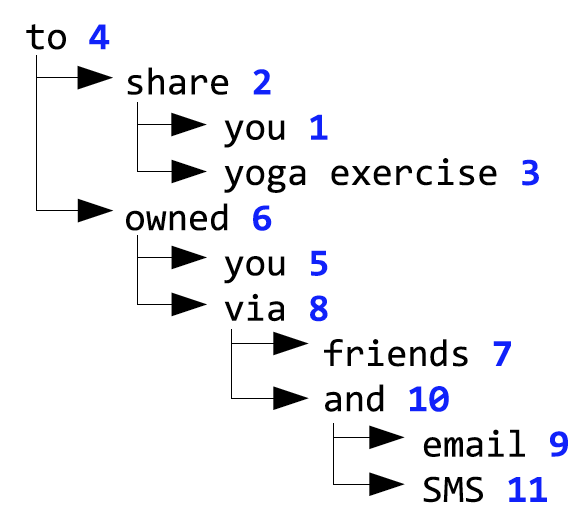 to 4
share 2
you 1
yoga exercise 3
owned 6
you 5
via 8
friends 7
and 10
email 9
SMS 11